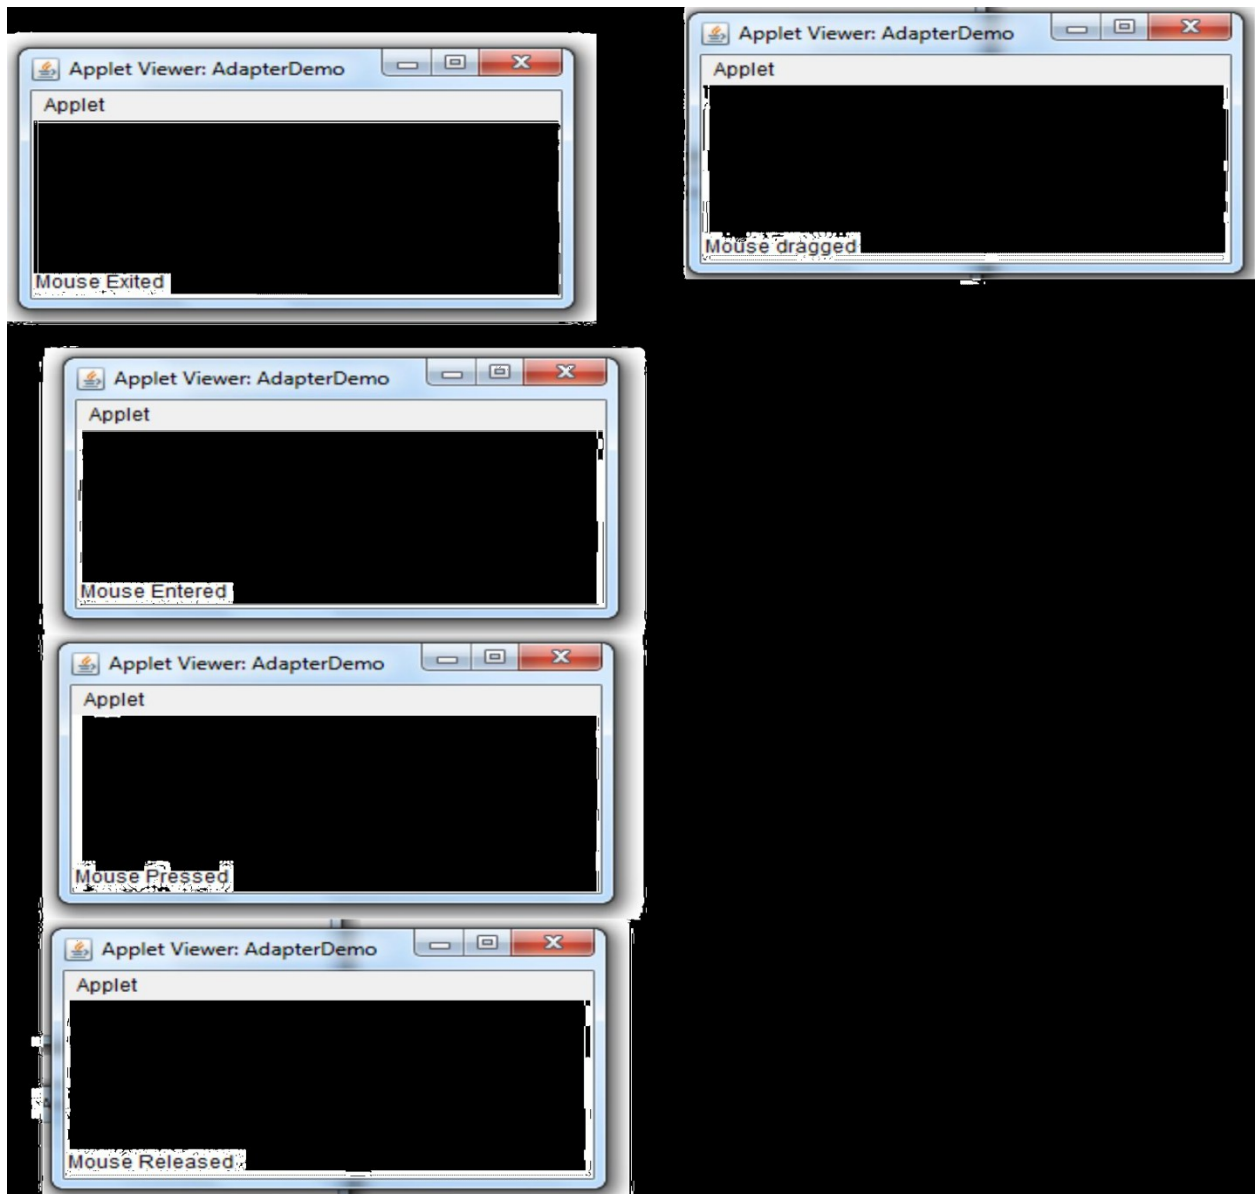 Applet Viewer: AdapterDemo
Applet
Mouse Exited
Applet Viewer: AdapterDemo
Applet
Mouse dragged
Applet Viewer: AdapterDemo
Applet
Mouse Entered
Applet Viewer: AdapterDemo
Applet
Mouse Pressed
Applet Viewer: AdapterDemo
Applet
Mouse Released